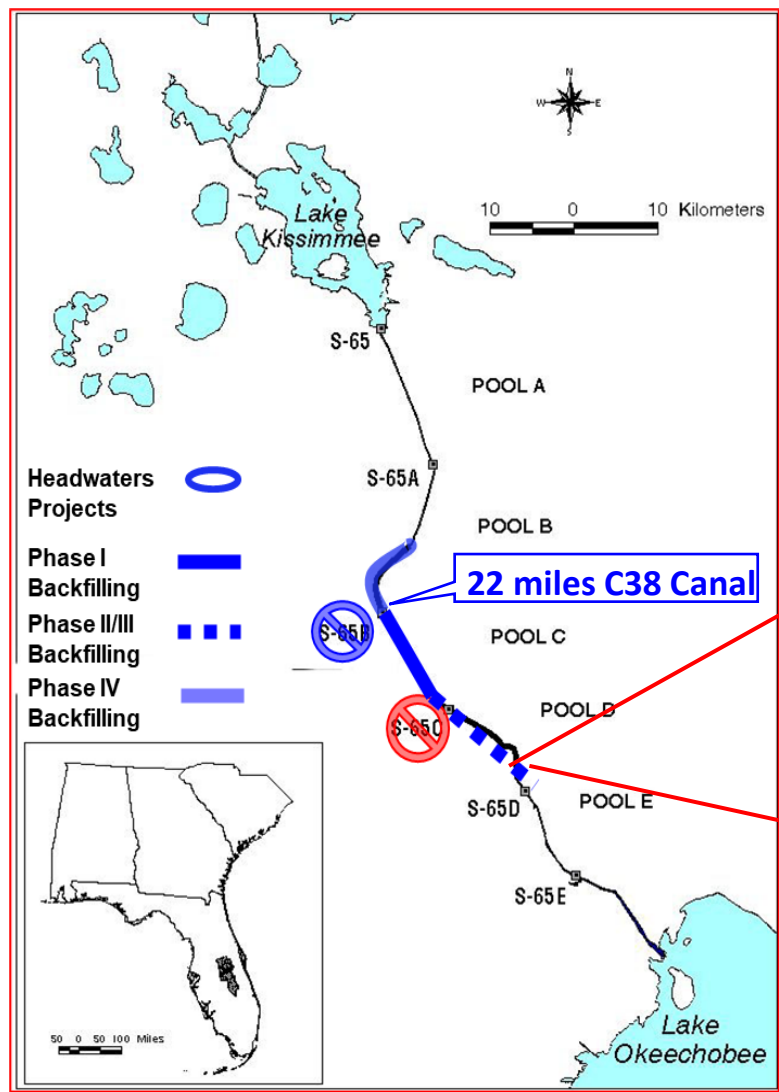 N
W E
S
Lake
Kissimmee
10 0 10 Kilometers
S-65
POOL A
S-65A
Headwaters
Projects
POOL B
Phase I
Backfilling
22 miles C38 Canal
Phase II/III
Backfilling
S-65B
POOL C
Phase IV
Backfilling
S-65C
POOL D
S-65D
POOL E
S-65E
50 0 50 100 Miles
Lake
Okeechobee